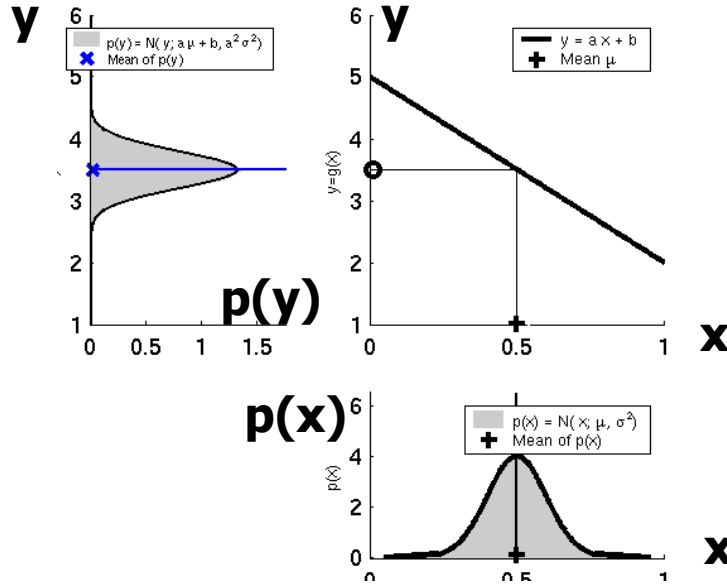 y
6
p(y) = N( y; a μ + b, a² σ²)
Mean of p(y)
5
4
3
2
1
0 0.5 1 1.5
p(y)
y
6
y = a x + b
Mean μ
5
4
3
2
1
y=g(x)
0 0.5 1
x
p(x)
6
p(x) = N( x; μ, σ²)
Mean of p(x)
4
2
0
p(x)
0 0.5 1
x